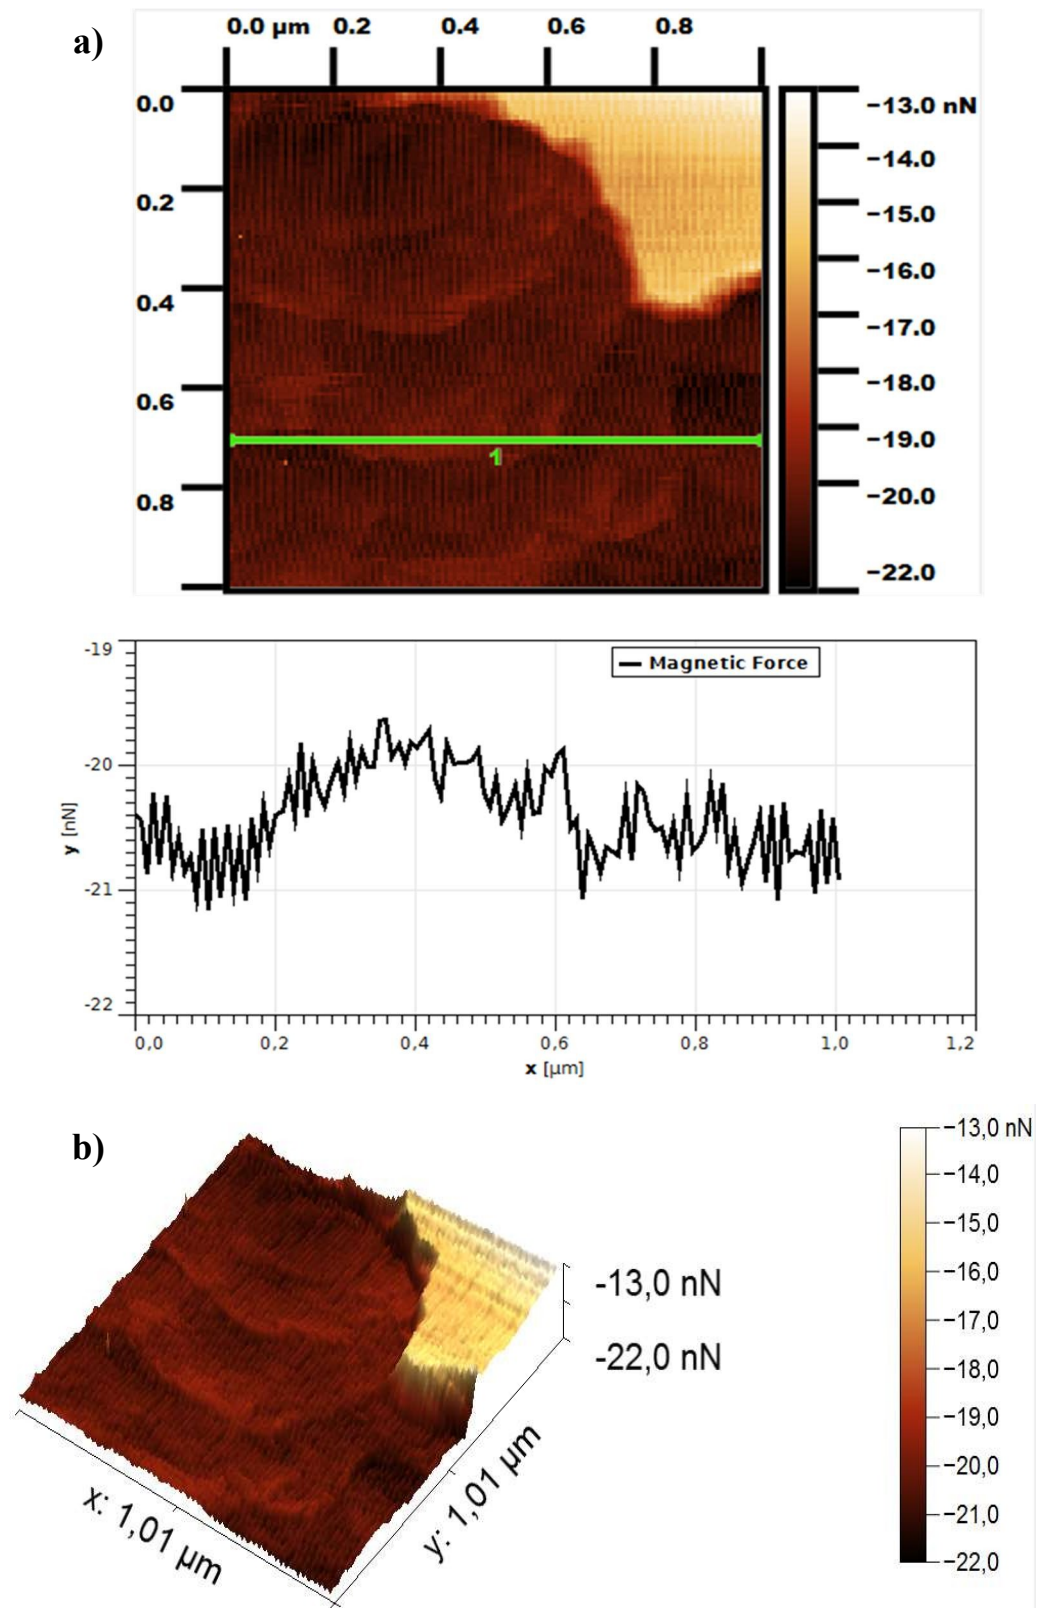 a)
0.0 µm 0.2 0.4 0.6 0.8
0.0
0.2
0.4
0.6
0.8
−13.0 nN
−14.0
−15.0
−16.0
−17.0
−18.0
−19.0
−20.0
−22.0
1
-19
-20
-21
-22
y [nN]
Magnetic Force
0,0 0,2 0,4 0,6 0,8 1,0 1,2
x [µm]
b)
-13,0 nN
-22,0 nN
x: 1,01 µm
y: 1,01 µm
−13,0 nN
−14,0
−15,0
−16,0
−17,0
−18,0
−19,0
−20,0
−21,0
−22,0